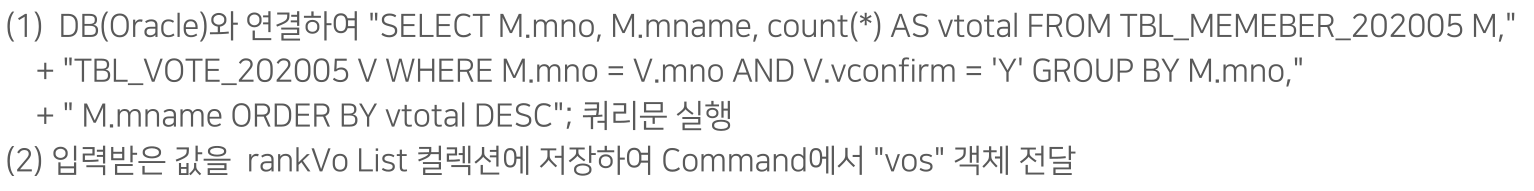 (1) DB(Oracle)와 연결하여 "SELECT M.mno, M.mname, count(*) AS vtotal FROM TBL_MEMEBER_202005 M,"
+ "TBL_VOTE_202005 V WHERE M.mno = V.mno AND V.vconfirm = 'Y' GROUP BY M.mno,"
+ " M.mname ORDER BY vtotal DESC"; 쿼리문 실행
(2) 입력받은 값을 rankVo List 컬렉션에 저장하여 Command에서 "vos" 객체 전달